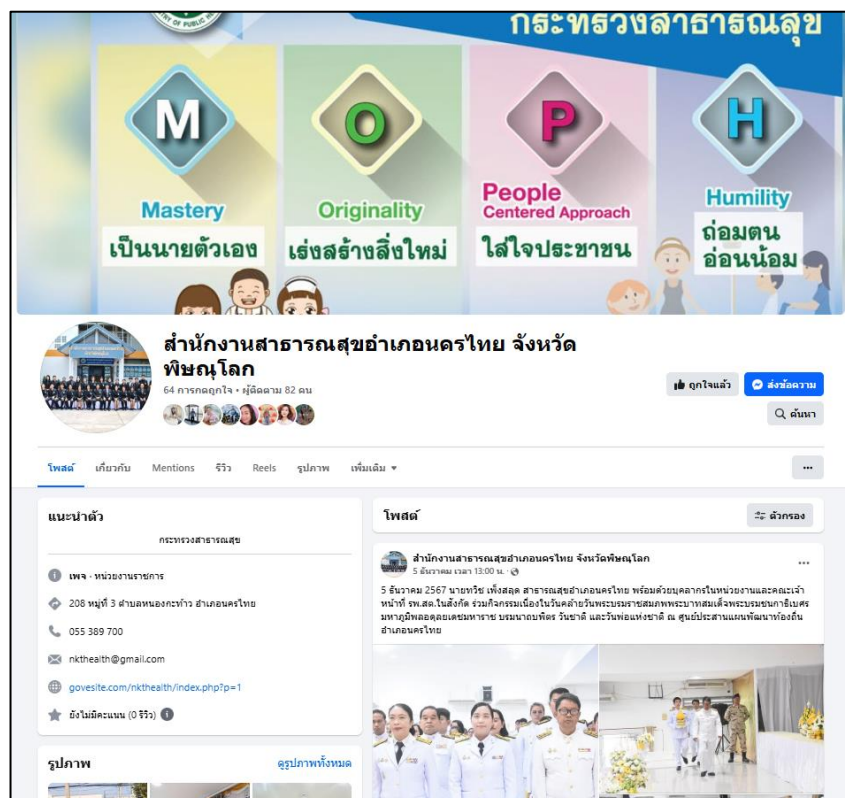 กระทรวงสาธารณสุข
M
O
P
H
Mastery
Originality
People
Centered Approach
Humility
เป็นนายตัวเอง
เร่งสร้างสิ่งใหม่
ใส่ใจประชาชน
ถ่อมตน
อ่อนน้อม
สำนักงานสาธารณสุขอำเภอนครไทย จังหวัด
พิษณุโลก
64 การกดถูกใจ • ผู้ติดตาม 82 คน
ถูกใจแล้ว
ส่งข้อความ
ค้นหา
โพสต์ เกี่ยวกับ Mentions รีวิว Reels รูปภาพ เพิ่มเติม
แนะนำตัว
กระทรวงสาธารณสุข
เพจ · หน่วยงานราชการ
208 หมู่ที่ 3 ตำบลหนองกะท้าว อำเภอนครไทย
055 389 700
nkthealth@gmail.com
govesite.com/nkthealth/index.php?p=1
ยังไม่มีคะแนน (0 รีวิว)
รูปภาพ
ดูรูปภาพทั้งหมด
โพสต์
ตัวกรอง
สำนักงานสาธารณสุขอำเภอนครไทย จังหวัดพิษณุโลก
5 ธันวาคม เวลา 13:00 น. ·
5 ธันวาคม 2567 นายทวีช เพ็งสลุด สาธารณสุขอำเภอนครไทย พร้อมด้วยบุคลากรในหน่วยงานและคณะเจ้า
หน้าที่ รพ.สต.ในสังกัด ร่วมกิจกรรมเนื่องในวันคล้ายวันพระบรมราชสมภพพระบาทสมเด็จพระบรมชนกาธิเบศร
มหาภูมิพลอดุลยเดชมหาราช บรมนาถบพิตร วันชาติ และวันพ่อแห่งชาติ ณ ศูนย์ประสานแผนพัฒนาท้องถิ่น
อำเภอนครไทย